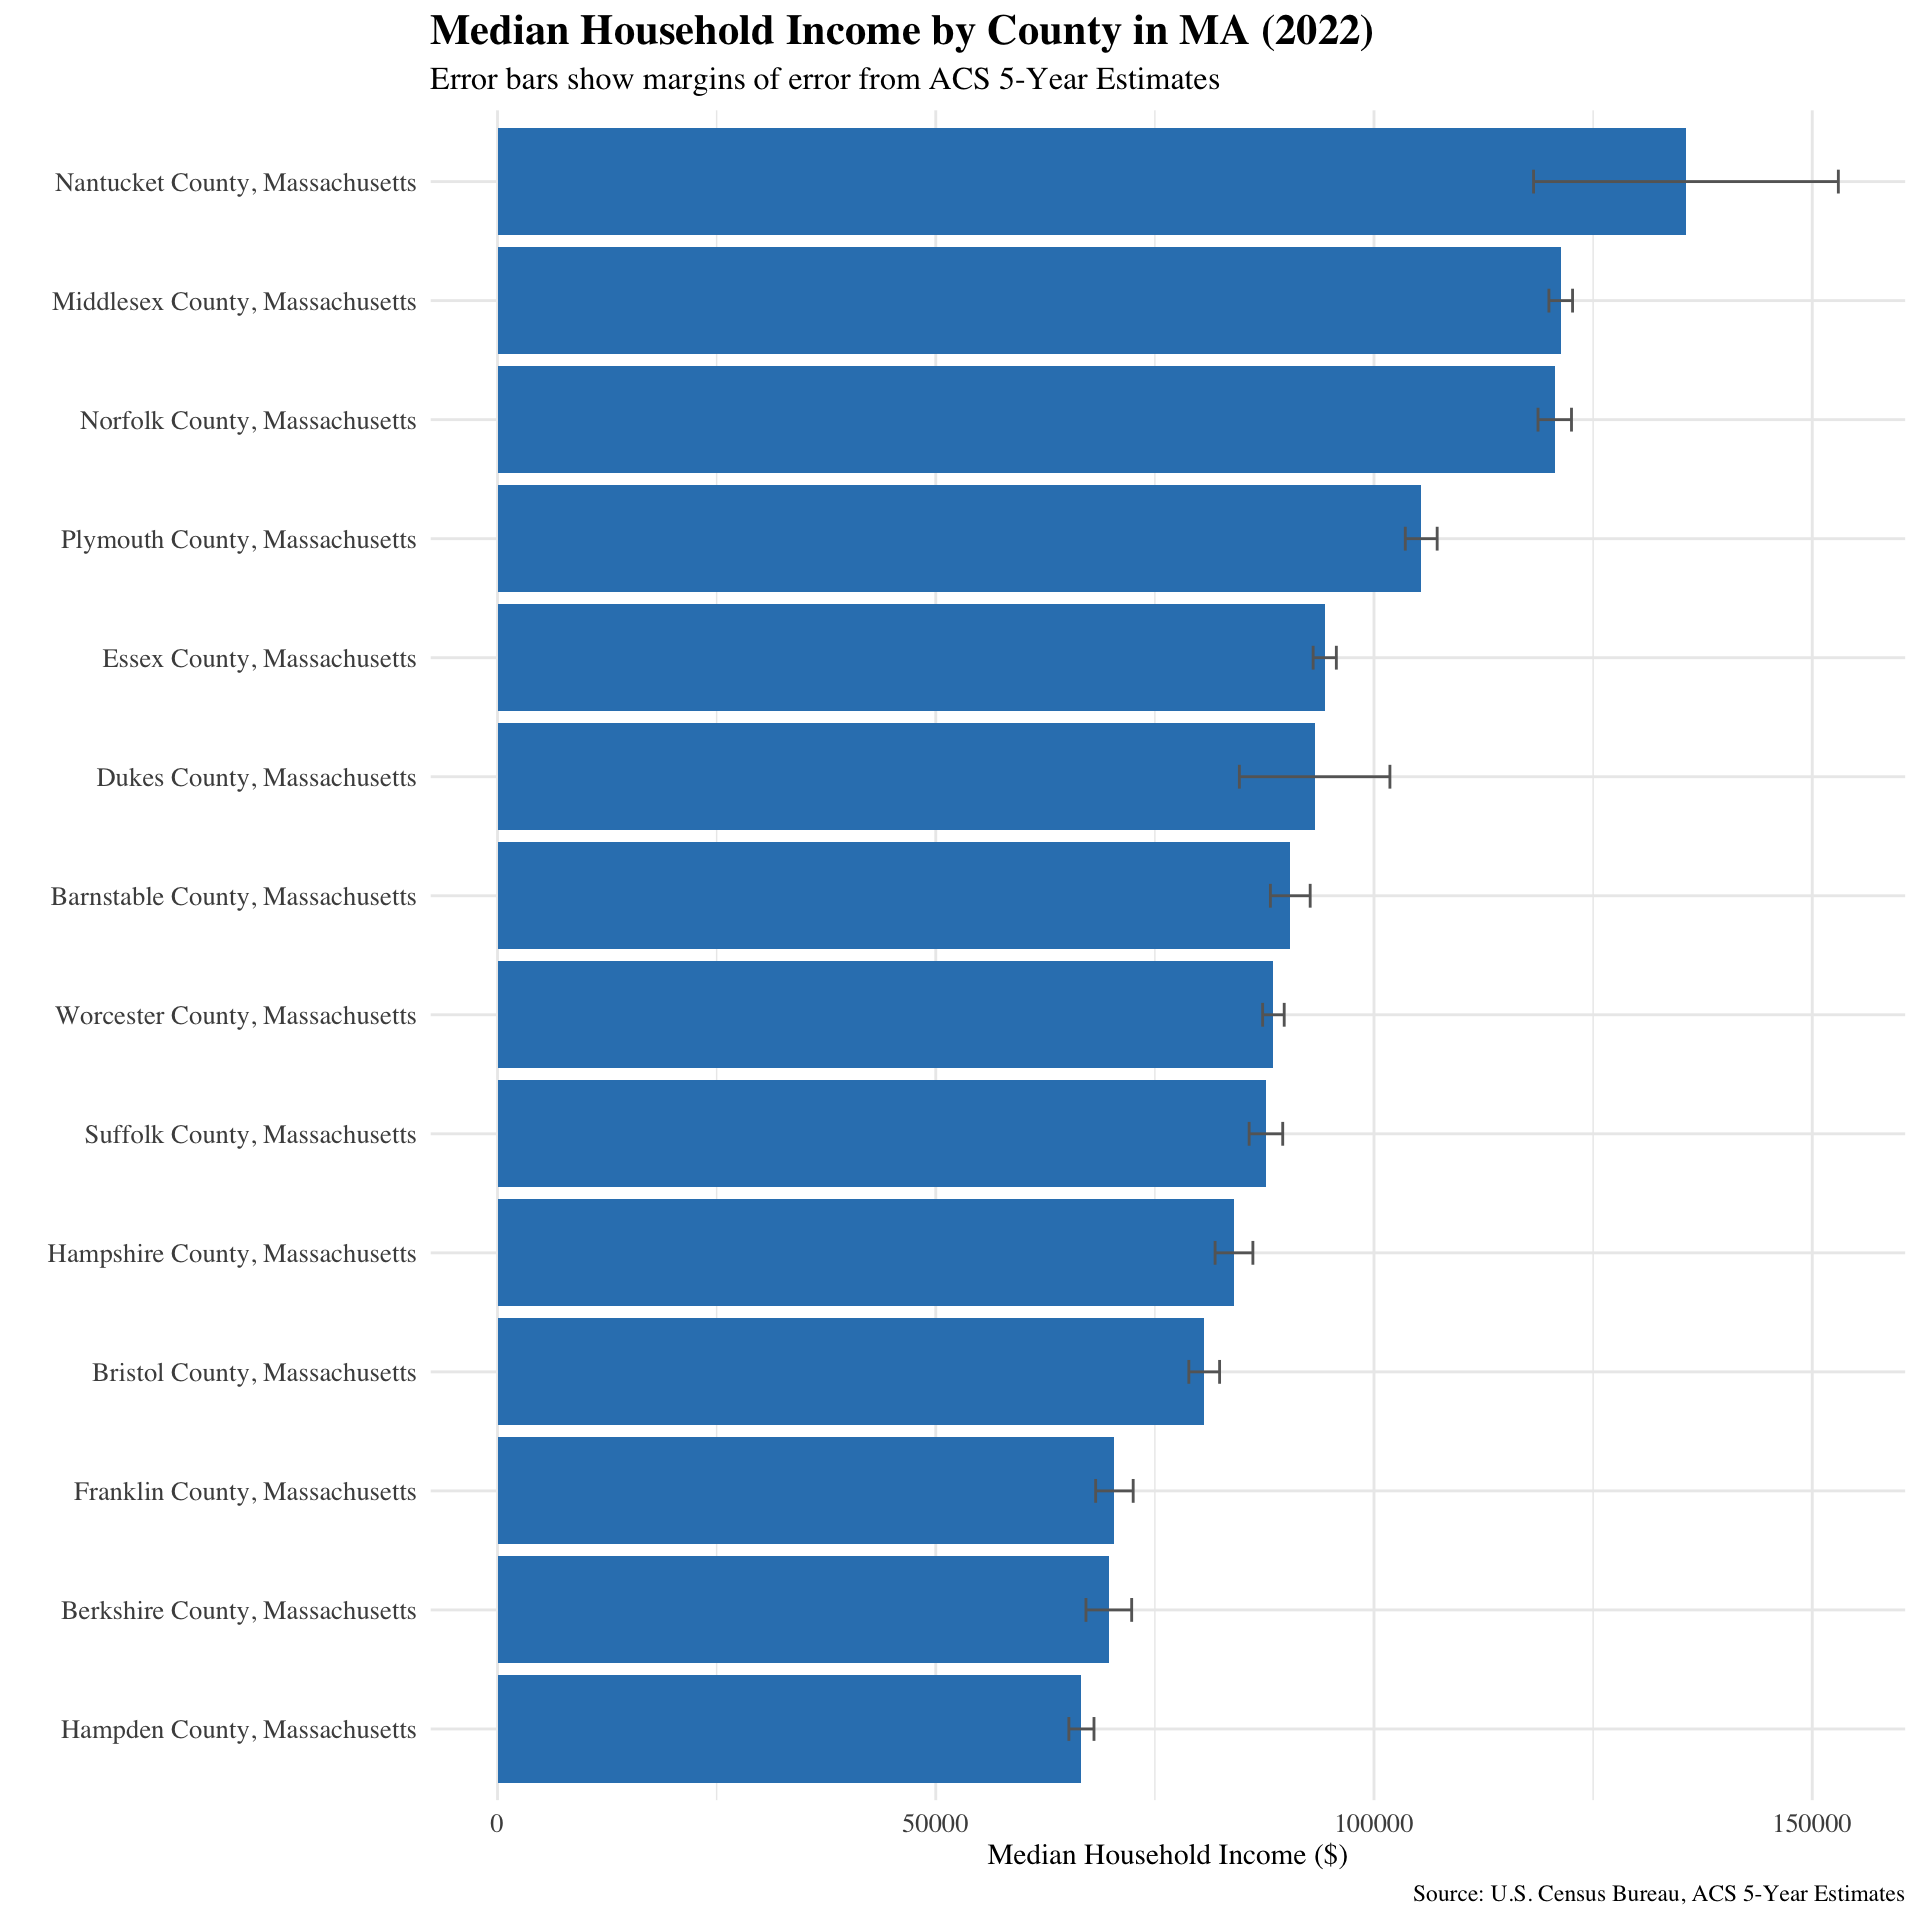 Median Household Income by County in MA (2022)
Error bars show margins of error from ACS 5-Year Estimates
Nantucket County, Massachusetts
Middlesex County, Massachusetts
Norfolk County, Massachusetts
Plymouth County, Massachusetts
Essex County, Massachusetts
Dukes County, Massachusetts
Barnstable County, Massachusetts
Worcester County, Massachusetts
Suffolk County, Massachusetts
Hampshire County, Massachusetts
Bristol County, Massachusetts
Franklin County, Massachusetts
Berkshire County, Massachusetts
Hampden County, Massachusetts
0 50000 100000 150000
Median Household Income ($)
Source: U.S. Census Bureau, ACS 5-Year Estimates